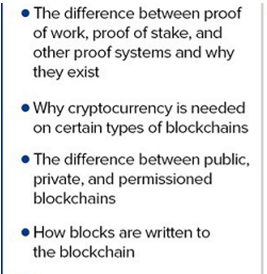 • The difference between proof
of work, proof of stake, and
other proof systems and why
they exist
• Why cryptocurrency is needed
on certain types of blockchains
• The difference between public,
private, and permissioned
blockchains
• How blocks are written to
the blockchain